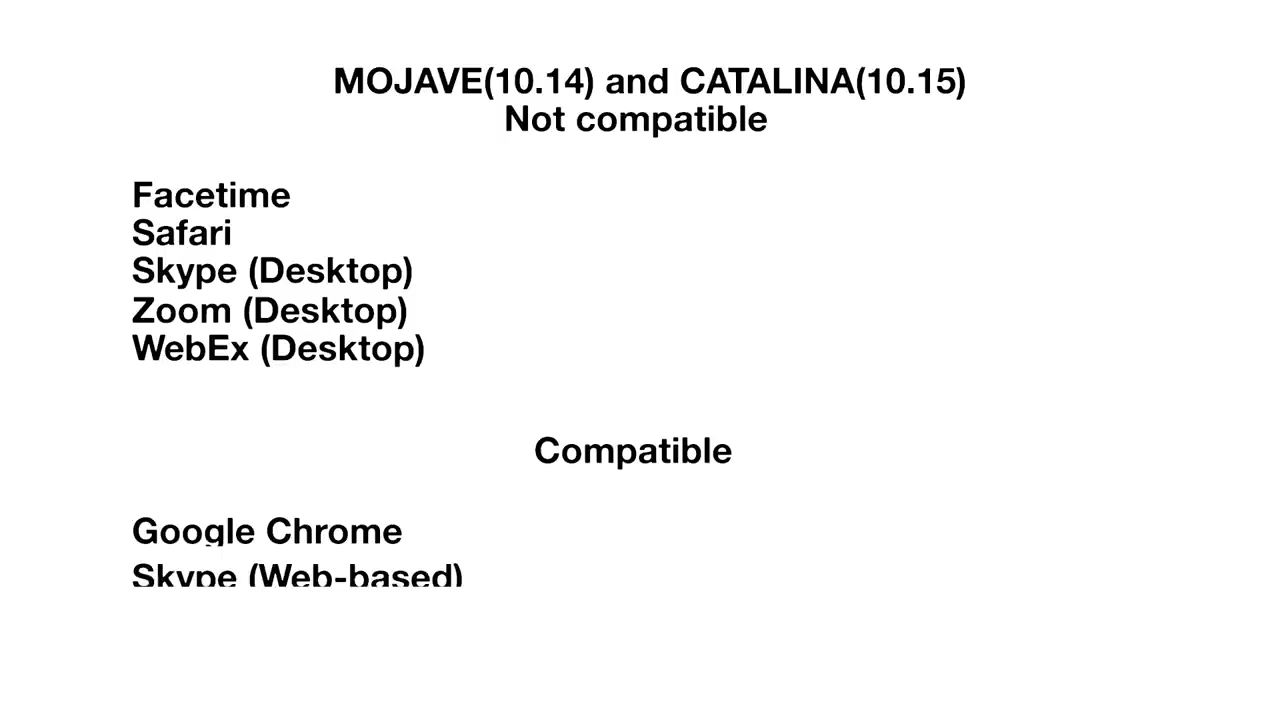 MOJAVE(10.14) and CATALINA(10.15)
Not compatible
Facetime
Safari
Skype (Desktop)
Zoom (Desktop)
WebEx (Desktop)
Compatible
Google Chrome
Skype (Web-based)